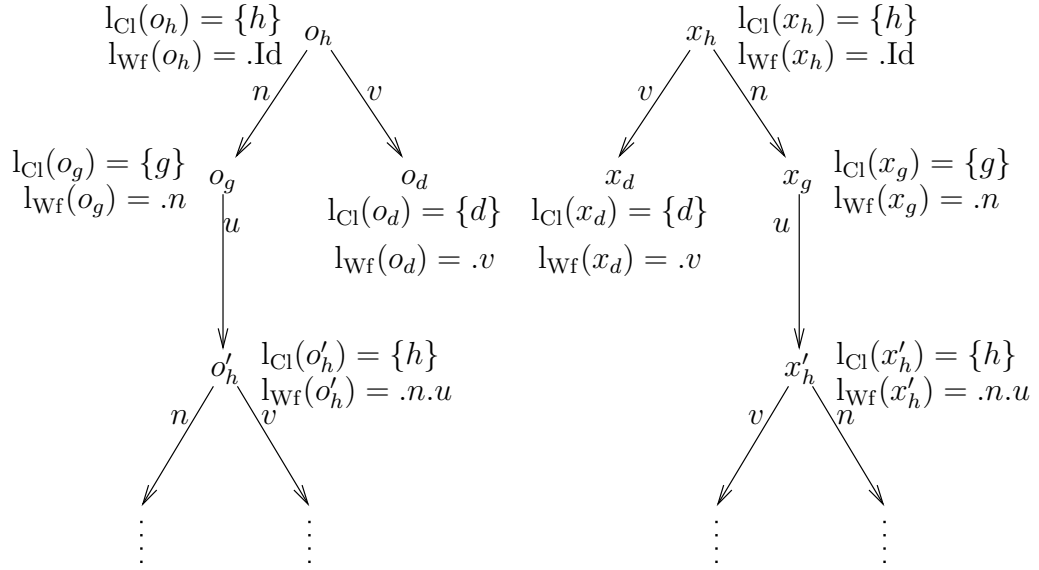 l_Cl(o_h) = {h}
l_Wf(o_h) = .Id
o_h
x_h
l_Cl(x_h) = {h}
l_Wf(x_h) = .Id
n
v
v
n
l_Cl(o_g) = {g}
l_Wf(o_g) = .n
o_g
o_d
x_d
x_g
l_Cl(x_g) = {g}
l_Wf(x_g) = .n
l_Cl(o_d) = {d}
l_Wf(o_d) = .v
l_Cl(x_d) = {d}
l_Wf(x_d) = .v
u
u
o'_h
l_Cl(o'_h) = {h}
l_Wf(o'_h) = .n.u
x'_h
l_Cl(x'_h) = {h}
l_Wf(x'_h) = .n.u
n
v
v
n
⋮
⋮
⋮
⋮